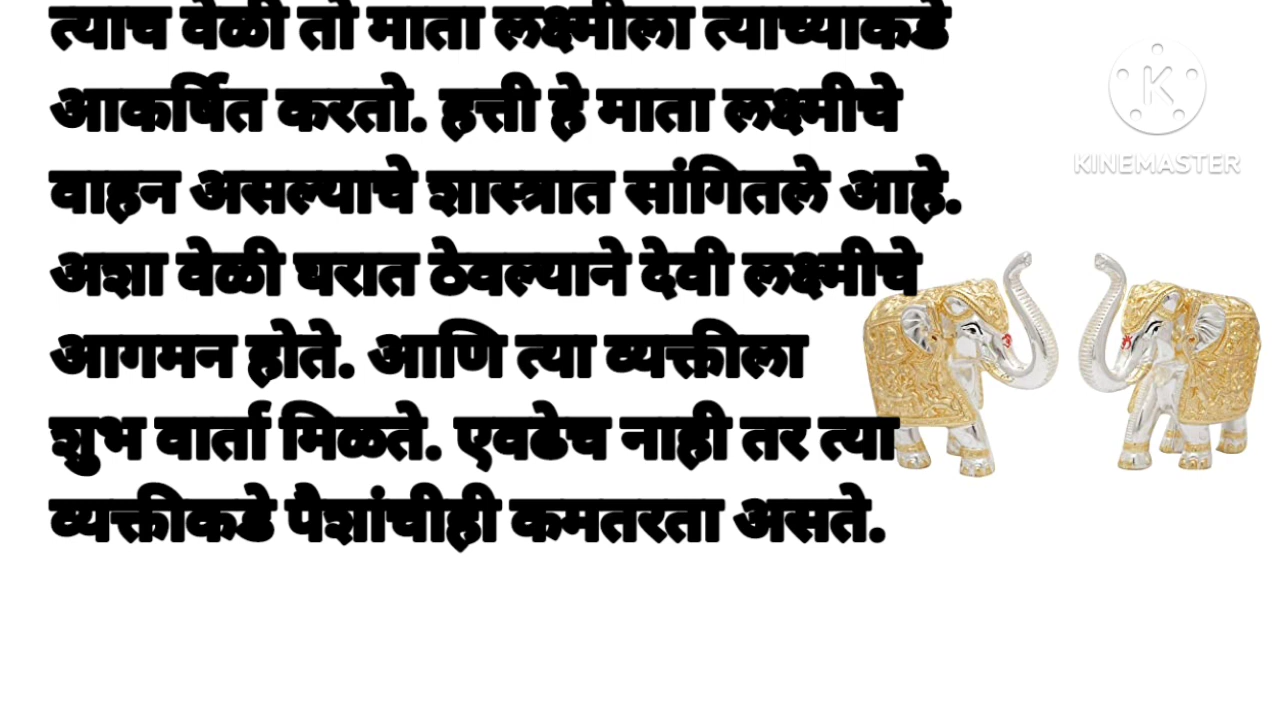 त्याच वेळी तो माता लक्ष्मीला त्याच्याकडे
आकर्षित करतो. हत्ती हे माता लक्ष्मीचे
वाहन असल्याचे शास्त्रात सांगितले आहे.
अशा वेळी घरात ठेवल्याने देवी लक्ष्मीचे
आगमन होते. आणि त्या व्यक्तीला
शुभ वार्ता मिळते. एवढेच नाही तर त्या
व्यक्तीकडे पैशांचीही कमतरता असते.
K
KINEMASTER